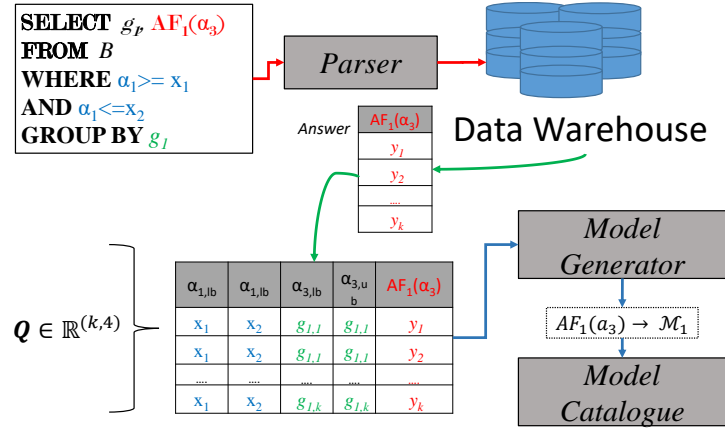 SELECT g₁, AF₁(α₃)
FROM B
WHERE α₁>= x₁
AND α₁<=x₂
GROUP BY g₁
Parser
Data Warehouse
Answer
AF₁(α₃)
y₁
y₂
....
yₖ
Q ∈ ℝ^(k,4)
α₁,lb α₁,lb α₃,lb α₃,u b AF₁(α₃)
x₁ x₂ g₁,₁ g₁,₁ y₁
x₁ x₂ g₁,₁ g₁,₁ y₂
.... .... .... .... ....
x₁ x₂ g₁,ₖ g₁,ₖ yₖ
Model
Generator
AF₁(a₃) → ℳ₁
Model
Catalogue